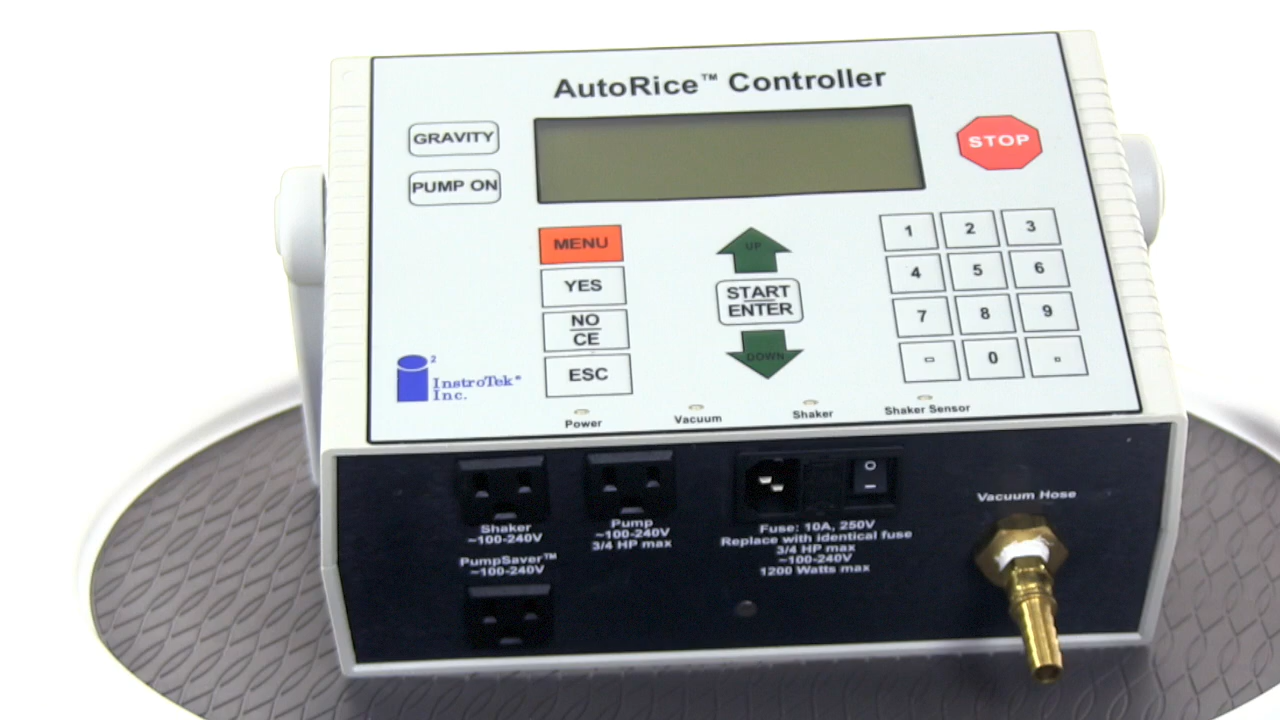 AutoRice™ Controller
GRAVITY
PUMP ON
STOP
MENU
YES
NO
CE
ESC
UP
START
ENTER
DOWN
1 2 3
4 5 6
7 8 9
0
2
InstroTek®
Inc.
Power
Vacuum
Shaker
Shaker Sensor
Shaker
~100-240V
Pump
~100-240V
3/4 HP max
PumpSaver™
~100-240V
Fuse: 10A, 250V
Replace with identical fuse
3/4 HP max
~100-240V
1200 Watts max
Vacuum Hose